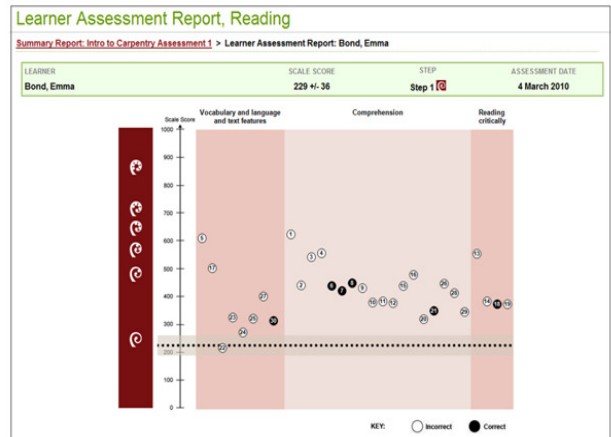 Learner Assessment Report, Reading
Summary Report: Intro to Carpentry Assessment 1 > Learner Assessment Report: Bond, Emma
LEARNER SCALE SCORE STEP ASSESSMENT DATE
Bond, Emma 229 +/- 36 Step 1 4 March 2010
Scale Score
Vocabulary and language and text features
Comprehension
Reading critically
1000
900
800
700
600
500
400
300
200
100
0
5 17 22 23 27 25 27 30
1 2 3 4 6 7 8 9 10 11 12 15 16 20 21 26 28 29
13 14 18 19
KEY: Incorrect Correct